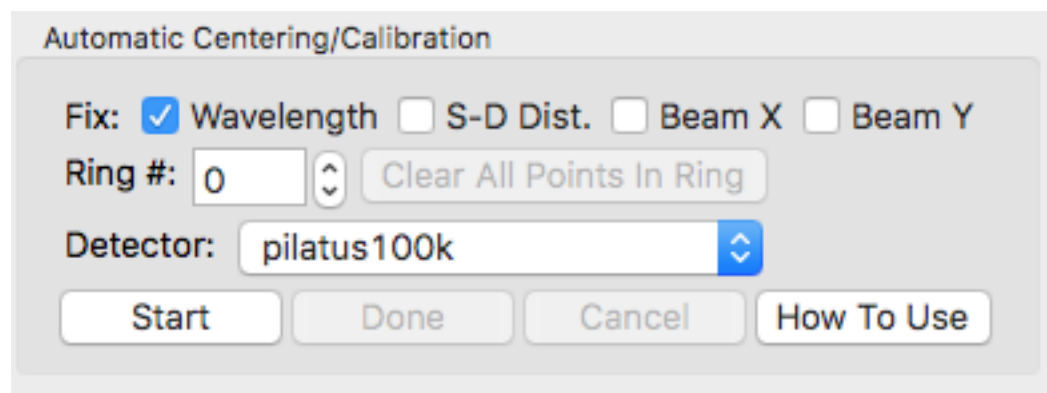 Automatic Centering/Calibration
Fix: Wavelength S-D Dist. Beam X Beam Y
Ring #: 0 Clear All Points In Ring
Detector: pilatus100k
Start Done Cancel How To Use